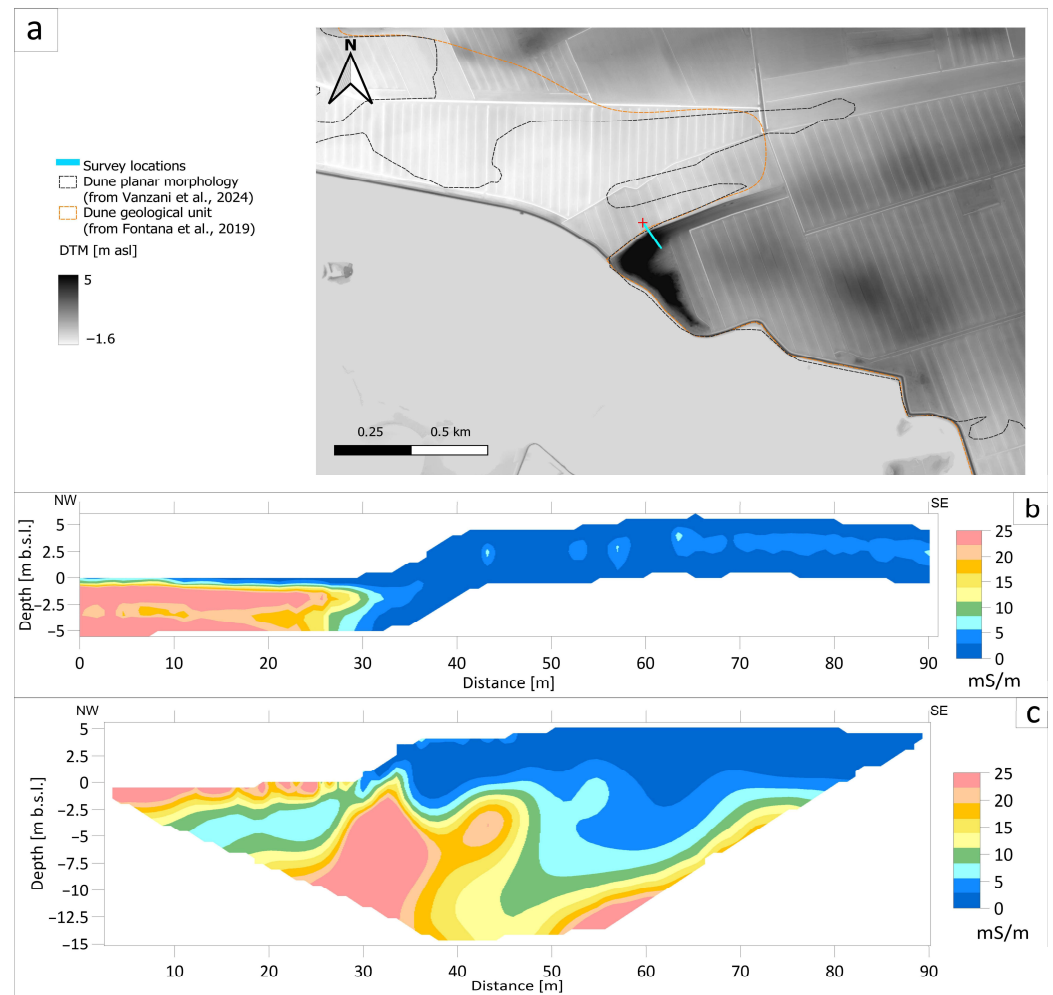 a
N
Survey locations
Dune planar morphology
(from Vanzani et al., 2024)
Dune geological unit
(from Fontana et al., 2019)
DTM [m asl]
5
−1.6
0.25 0.5 km
NW SE
b
Depth [m b.s.l.]
5
2.5
0
−2.5
−5
0 10 20 30 40 50 60 70 80 90
Distance [m]
25
20
15
10
5
0
mS/m
NW SE
c
Depth [m b.s.l.]
5
2.5
0
−2.5
−5
−7.5
−10
−12.5
−15
10 20 30 40 50 60 70 80 90
Distance [m]
25
20
15
10
5
0
mS/m